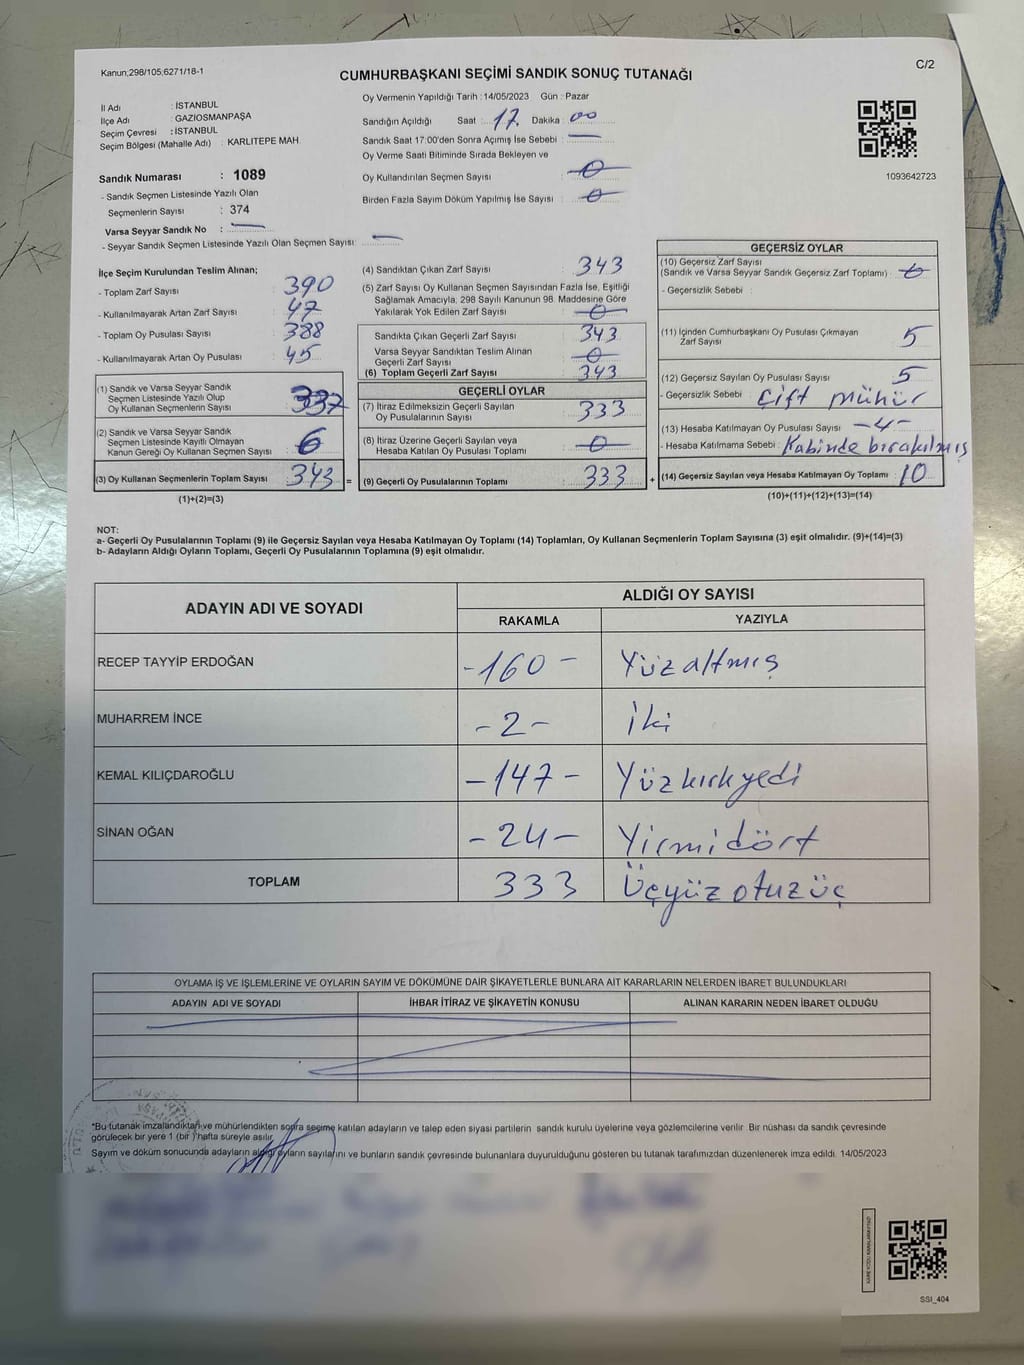 Kanun;298/105;6271/18-1
CUMHURBAŞKANI SEÇİMİ SANDIK SONUÇ TUTANAĞI
C/2
İl Adı : İSTANBUL
İlçe Adı : GAZİOSMANPAŞA
Seçim Çevresi : İSTANBUL
Seçim Bölgesi (Mahalle Adı) : KARLITEPE MAH.
Oy Vermenin Yapıldığı Tarih : 14/05/2023 Gün : Pazar
Sandığın Açıldığı Saat : 17 Dakika : 00
Sandık Saat 17:00'den Sonra Açılmış İse Sebebi : —
Oy Verme Saati Bitiminde Sırada Bekleyen ve
Oy Kullandırılan Seçmen Sayısı : 0
Birden Fazla Sayım Döküm Yapılmış İse Sayısı : 0
1093642723
Sandık Numarası : 1089
- Sandık Seçmen Listesinde Yazılı Olan
Seçmenlerin Sayısı : 374
Varsa Seyyar Sandık No : —
- Seyyar Sandık Seçmen Listesinde Yazılı Olan Seçmen Sayısı: —
İlçe Seçim Kurulundan Teslim Alınan;
- Toplam Zarf Sayısı : 390
- Kullanılmayarak Artan Zarf Sayısı : 47
- Toplam Oy Pusulası Sayısı : 388
- Kullanılmayarak Artan Oy Pusulası : 45
(1) Sandık ve Varsa Seyyar Sandık
Seçmen Listesinde Yazılı Olup
Oy Kullanan Seçmenlerin Sayısı : 337
(2) Sandık ve Varsa Seyyar Sandık
Seçmen Listesinde Kayıtlı Olmayan
Kanun Gereği Oy Kullanan Seçmen Sayısı : 6
(3) Oy Kullanan Seçmenlerin Toplam Sayısı : 343 =
(1)+(2)=(3)
(4) Sandıktan Çıkan Zarf Sayısı : 343
(5) Zarf Sayısı Oy Kullanan Seçmen Sayısından Fazla İse, Eşitliği
Sağlamak Amacıyla; 298 Sayılı Kanunun 98. Maddesine Göre
Yakılarak Yok Edilen Zarf Sayısı : 0
Sandıkta Çıkan Geçerli Zarf Sayısı : 343
Varsa Seyyar Sandıktan Teslim Alınan
Geçerli Zarf Sayısı : 0
(6) Toplam Geçerli Zarf Sayısı : 343
GEÇERLİ OYLAR
(7) İtiraz Edilmeksizin Geçerli Sayılan
Oy Pusulalarının Sayısı : 333
(8) İtiraz Üzerine Geçerli Sayılan veya
Hesaba Katılan Oy Pusulası Toplamı : 0
(9) Geçerli Oy Pusulalarının Toplamı : 333 +
GEÇERSİZ OYLAR
(10) Geçersiz Zarf Sayısı
(Sandık ve Varsa Seyyar Sandık Geçersiz Zarf Toplamı) : 0
- Geçersizlik Sebebi :
(11) İçinden Cumhurbaşkanı Oy Pusulası Çıkmayan
Zarf Sayısı : 5
(12) Geçersiz Sayılan Oy Pusulası Sayısı : 5
- Geçersizlik Sebebi : Çift mühür
(13) Hesaba Katılmayan Oy Pusulası Sayısı : -4-
- Hesaba Katılmama Sebebi : Kabinde bırakılmış
(14) Geçersiz Sayılan veya Hesaba Katılmayan Oy Toplamı : 10
(10)+(11)+(12)+(13)=(14)
NOT:
a- Geçerli Oy Pusulalarının Toplamı (9) ile Geçersiz Sayılan veya Hesaba Katılmayan Oy Toplamı (14) Toplamları, Oy Kullanan Seçmenlerin Toplam Sayısına (3) eşit olmalıdır. (9)+(14)=(3)
b- Adayların Aldığı Oyların Toplamı, Geçerli Oy Pusulalarının Toplamına (9) eşit olmalıdır.
ADAYIN ADI VE SOYADI ALDIĞI OY SAYISI
RAKAMLA YAZIYLA
RECEP TAYYİP ERDOĞAN -160- Yüzaltmış
MUHARREM İNCE -2- İki
KEMAL KILIÇDAROĞLU -147- Yüzkırkyedi
SİNAN OĞAN -24- Yirmidört
TOPLAM 333 Üçyüzotuzüç
OYLAMA İŞ VE İŞLEMLERİNE VE OYLARIN SAYIM VE DÖKÜMÜNE DAİR ŞİKAYETLERLE BUNLARA AİT KARARLARIN NELERDEN İBARET BULUNDUKLARI
ADAYIN ADI VE SOYADI İHBAR İTİRAZ VE ŞİKAYETİN KONUSU ALINAN KARARIN NEDEN İBARET OLDUĞU
*Bu tutanak imzalandıktan ve mühürlendikten sonra seçime katılan adayların ve talep eden siyasi partilerin sandık kurulu üyelerine veya gözlemcilerine verilir. Bir nüshası da sandık çevresinde
görülecek bir yere 1 (bir) hafta süreyle asılır.
Sayım ve döküm sonucunda adayların aldığı oyların sayılarını ve bunların sandık çevresinde bulunanlara duyurulduğunu gösteren bu tutanak tarafımızdan düzenlenerek imza edildi. 14/05/2023
SSI_404